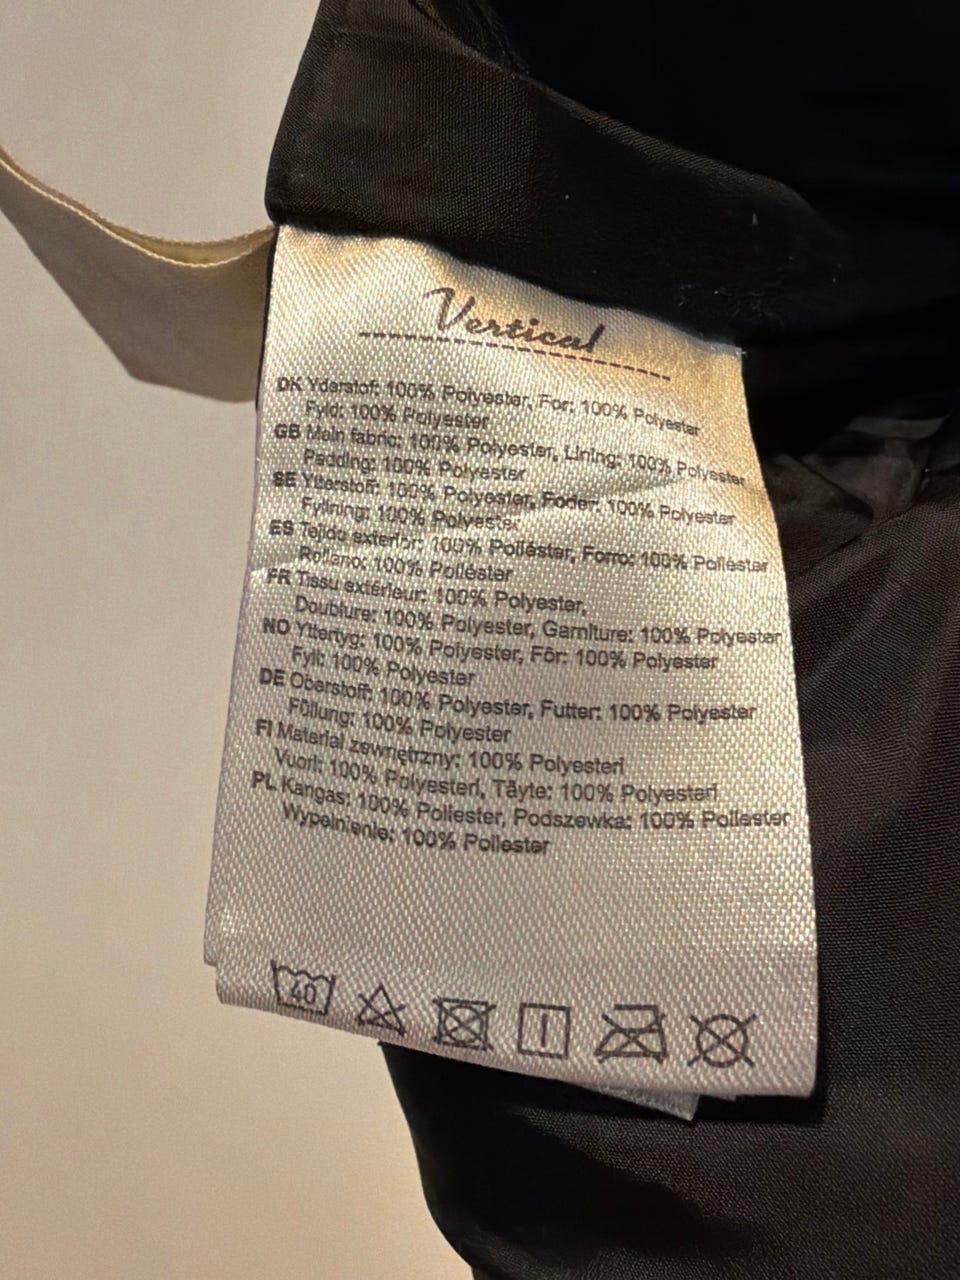 Vertical
DK Yderstof: 100% Polyester, For: 100% Polyester
Fyld: 100% Polyester
GB Main fabric: 100% Polyester, Lining: 100% Polyester
Padding: 100% Polyester
SE Ytterstoff: 100% Polyester, Foder: 100% Polyester
Fyllning: 100% Polyester
ES Tejido exterior: 100% Poliéster, Forro: 100% Poliéster
Relleno: 100% Poliéster
FR Tissu extérieur: 100% Polyester,
Doublure: 100% Polyester, Garniture: 100% Polyester
NO Yttertyg: 100% Polyester, Fôr: 100% Polyester
Fyll: 100% Polyester
DE Oberstoff: 100% Polyester, Futter: 100% Polyester
Füllung: 100% Polyester
FI Material zewnętrzny: 100% Polyesteri
Vuori: 100% Polyesteri, Täyte: 100% Polyesteri
PL Kangas: 100% Poliester, Podszewka: 100% Poliester
Wypełnienie: 100% Poliester
40